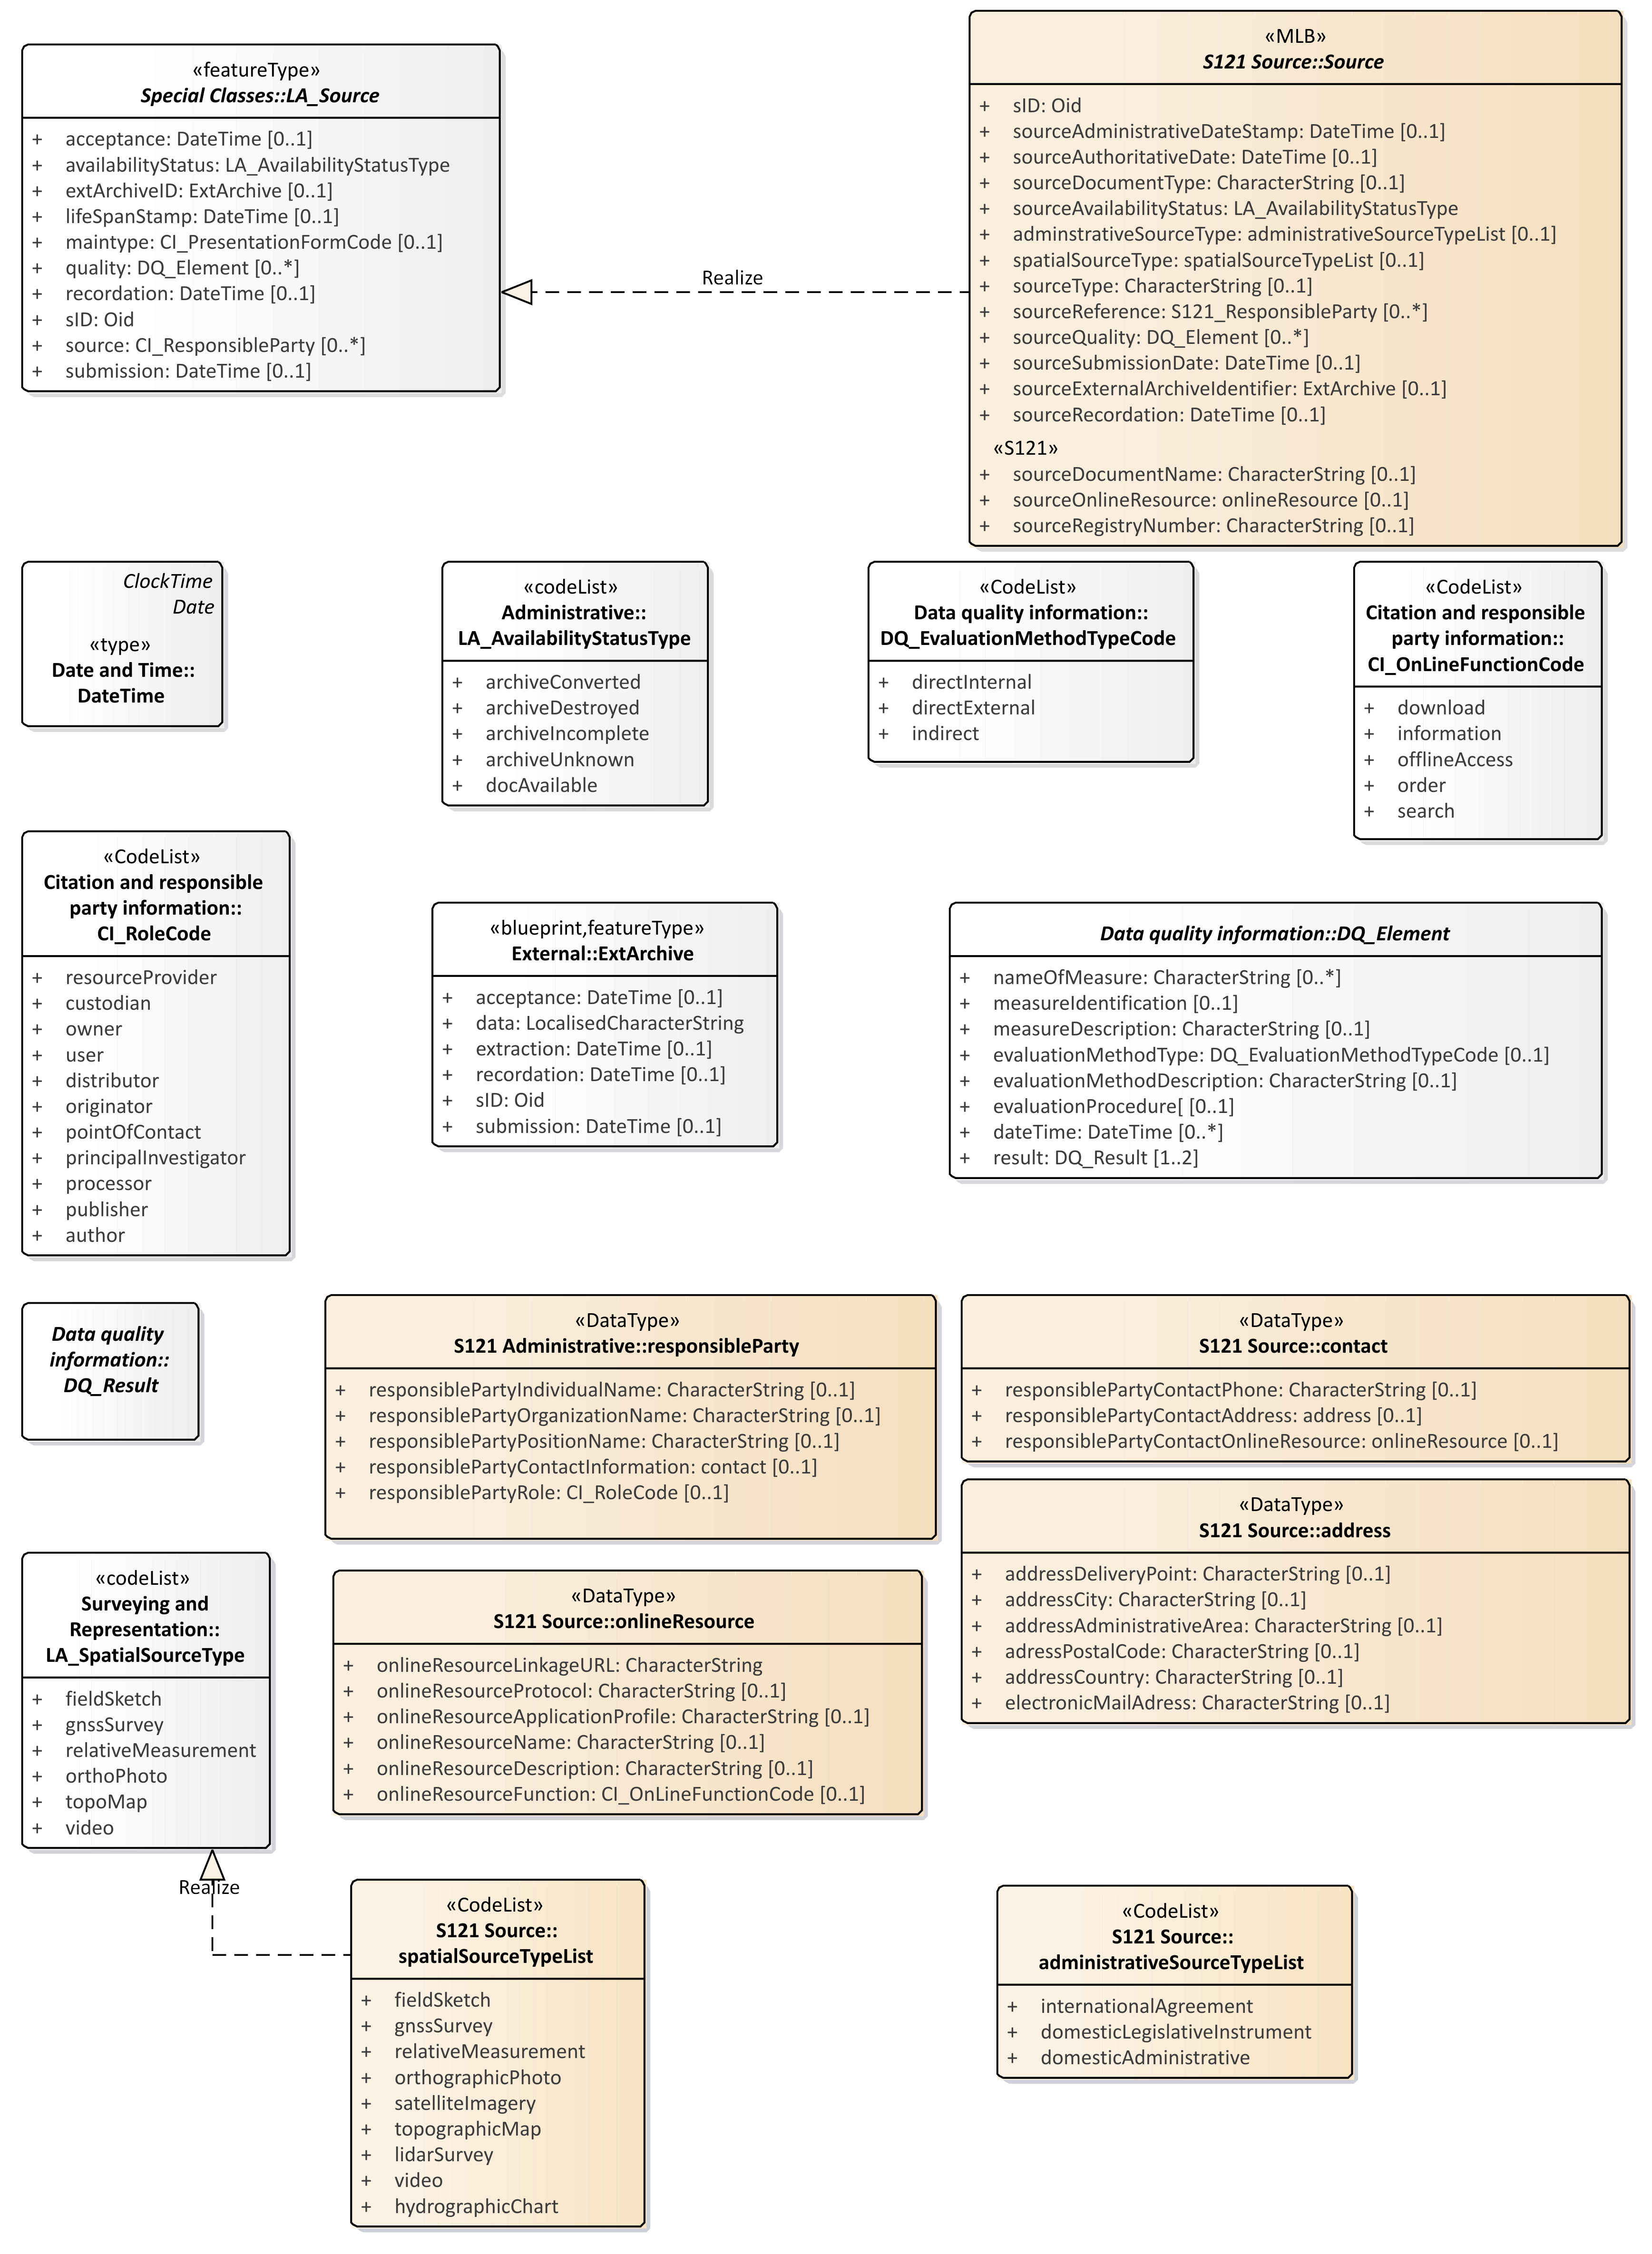 «featureType»
Special Classes::LA_Source
+ acceptance: DateTime [0..1]
+ availabilityStatus: LA_AvailabilityStatusType
+ extArchiveID: ExtArchive [0..1]
+ lifeSpanStamp: DateTime [0..1]
+ maintype: CI_PresentationFormCode [0..1]
+ quality: DQ_Element [0..*]
+ recordation: DateTime [0..1]
+ sID: Oid
+ source: CI_ResponsibleParty [0..*]
+ submission: DateTime [0..1]
Realize
«MLB»
S121 Source::Source
+ sID: Oid
+ sourceAdministrativeDateStamp: DateTime [0..1]
+ sourceAuthoritativeDate: DateTime [0..1]
+ sourceDocumentType: CharacterString [0..1]
+ sourceAvailabilityStatus: LA_AvailabilityStatusType
+ adminstrativeSourceType: administrativeSourceTypeList [0..1]
+ spatialSourceType: spatialSourceTypeList [0..1]
+ sourceType: CharacterString [0..1]
+ sourceReference: S121_ResponsibleParty [0..*]
+ sourceQuality: DQ_Element [0..*]
+ sourceSubmissionDate: DateTime [0..1]
+ sourceExternalArchiveIdentifier: ExtArchive [0..1]
+ sourceRecordation: DateTime [0..1]
«S121»
+ sourceDocumentName: CharacterString [0..1]
+ sourceOnlineResource: onlineResource [0..1]
+ sourceRegistryNumber: CharacterString [0..1]
ClockTime
Date
«type»
Date and Time::
DateTime
«codeList»
Administrative::
LA_AvailabilityStatusType
+ archiveConverted
+ archiveDestroyed
+ archiveIncomplete
+ archiveUnknown
+ docAvailable
«CodeList»
Data quality information::
DQ_EvaluationMethodTypeCode
+ directInternal
+ directExternal
+ indirect
«CodeList»
Citation and responsible
party information::
CI_OnLineFunctionCode
+ download
+ information
+ offlineAccess
+ order
+ search
«CodeList»
Citation and responsible
party information::
CI_RoleCode
+ resourceProvider
+ custodian
+ owner
+ user
+ distributor
+ originator
+ pointOfContact
+ principalInvestigator
+ processor
+ publisher
+ author
«blueprint,featureType»
External::ExtArchive
+ acceptance: DateTime [0..1]
+ data: LocalisedCharacterString
+ extraction: DateTime [0..1]
+ recordation: DateTime [0..1]
+ sID: Oid
+ submission: DateTime [0..1]
Data quality information::DQ_Element
+ nameOfMeasure: CharacterString [0..*]
+ measureIdentification [0..1]
+ measureDescription: CharacterString [0..1]
+ evaluationMethodType: DQ_EvaluationMethodTypeCode [0..1]
+ evaluationMethodDescription: CharacterString [0..1]
+ evaluationProcedure[ [0..1]
+ dateTime: DateTime [0..*]
+ result: DQ_Result [1..2]
Data quality
information::
DQ_Result
«DataType»
S121 Administrative::responsibleParty
+ responsiblePartyIndividualName: CharacterString [0..1]
+ responsiblePartyOrganizationName: CharacterString [0..1]
+ responsiblePartyPositionName: CharacterString [0..1]
+ responsiblePartyContactInformation: contact [0..1]
+ responsiblePartyRole: CI_RoleCode [0..1]
«DataType»
S121 Source::contact
+ responsiblePartyContactPhone: CharacterString [0..1]
+ responsiblePartyContactAddress: address [0..1]
+ responsiblePartyContactOnlineResource: onlineResource [0..1]
«DataType»
S121 Source::address
+ addressDeliveryPoint: CharacterString [0..1]
+ addressCity: CharacterString [0..1]
+ addressAdministrativeArea: CharacterString [0..1]
+ adressPostalCode: CharacterString [0..1]
+ addressCountry: CharacterString [0..1]
+ electronicMailAdress: CharacterString [0..1]
«codeList»
Surveying and
Representation::
LA_SpatialSourceType
+ fieldSketch
+ gnssSurvey
+ relativeMeasurement
+ orthoPhoto
+ topoMap
+ video
«DataType»
S121 Source::onlineResource
+ onlineResourceLinkageURL: CharacterString
+ onlineResourceProtocol: CharacterString [0..1]
+ onlineResourceApplicationProfile: CharacterString [0..1]
+ onlineResourceName: CharacterString [0..1]
+ onlineResourceDescription: CharacterString [0..1]
+ onlineResourceFunction: CI_OnLineFunctionCode [0..1]
Realize
«CodeList»
S121 Source::
spatialSourceTypeList
+ fieldSketch
+ gnssSurvey
+ relativeMeasurement
+ orthographicPhoto
+ satelliteImagery
+ topographicMap
+ lidarSurvey
+ video
+ hydrographicChart
«CodeList»
S121 Source::
administrativeSourceTypeList
+ internationalAgreement
+ domesticLegislativeInstrument
+ domesticAdministrative